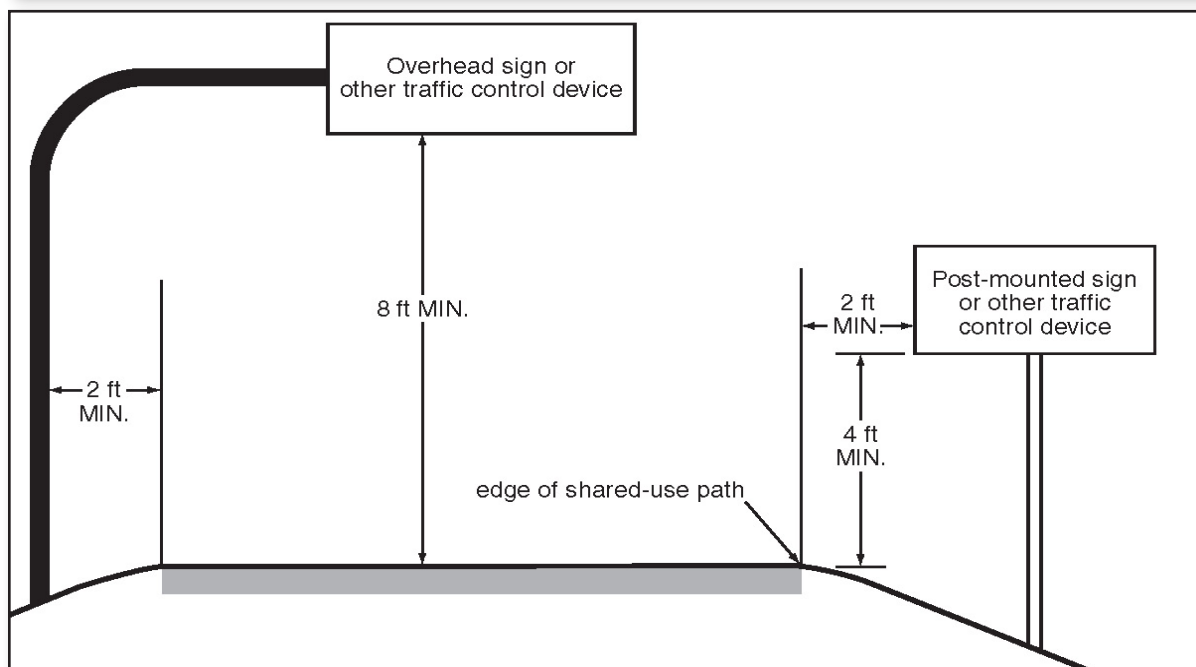 Overhead sign or
other traffic control device
8 ft MIN.
2 ft
MIN.
Post-mounted sign
or other traffic
control device
2 ft
MIN.
4 ft
MIN.
edge of shared-use path